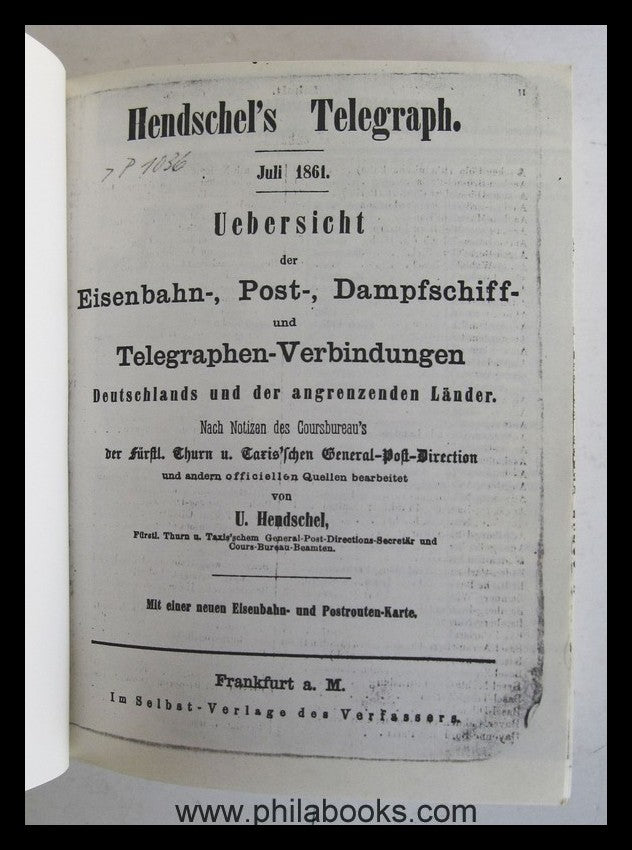 Hendschel's Telegraph.
7 P 1036
Juli 1861.
Uebersicht
der
Eisenbahn-, Post-, Dampfschiff-
und
Telegraphen-Verbindungen
Deutschlands und der angrenzenden Länder.
Nach Notizen des Coursbureau's
der Fürstl. Thurn u. Taxis'schen General-Post-Direction
und andern officiellen Quellen bearbeitet
von
U. Hendschel,
Fürstl. Thurn u. Taxis'schem General-Post-Directions-Secretär und
Cours-Bureau-Beamten.
Mit einer neuen Eisenbahn- und Postrouten-Karte.
Frankfurt a. M.
Im Selbst-Verlage des Verfassers.
www.philabooks.com